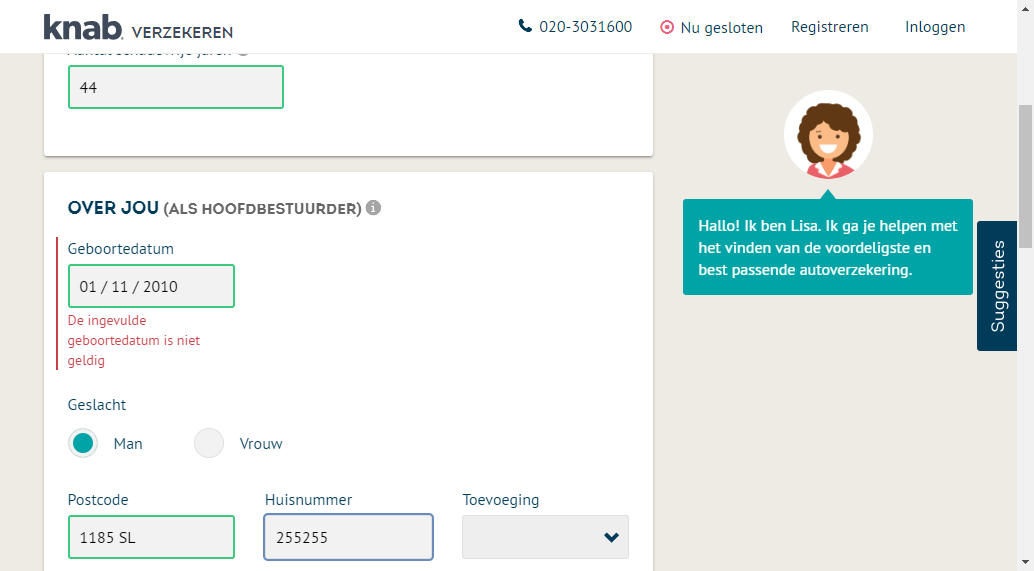 knab VERZEKEREN
020-3031600
Nu gesloten
Registreren
Inloggen
44
OVER JOU (ALS HOOFDBESTUURDER)
Geboortedatum
01 / 11 / 2010
De ingevulde
geboortedatum is niet
geldig
Geslacht
Man
Vrouw
Postcode
Huisnummer
Toevoeging
1185 SL
255255
Hallo! Ik ben Lisa. Ik ga je helpen met
het vinden van de voordeligste en
best passende autoverzekering.
Suggesties